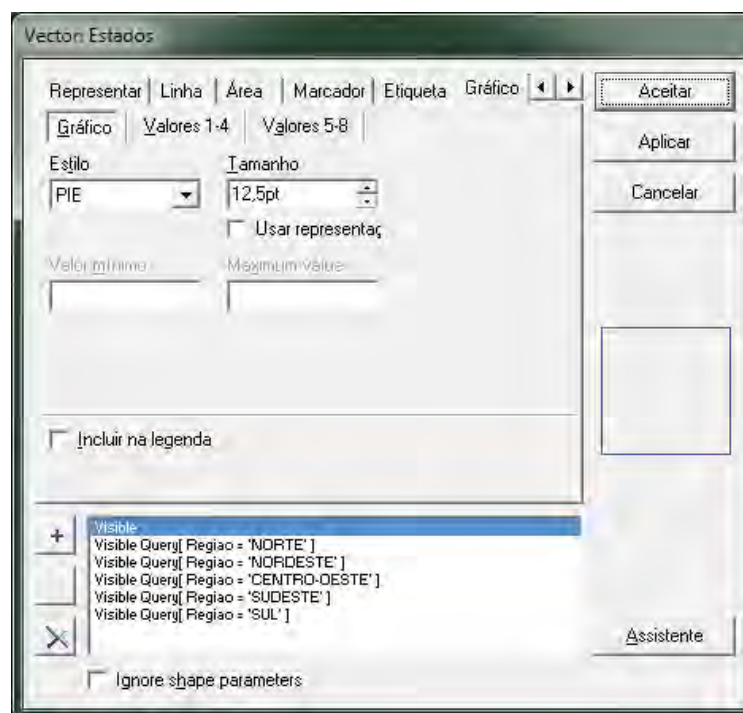 Vector: Estados
Representar Linha Área Marcador Etiqueta Gráfico
Aceitar
Gráfico Valores 1-4 Valores 5-8
Aplicar
Estilo Tamanho
PIE 12,5pt
Cancelar
Usar representaç
Valor mínimo Maximum value
Incluir na legenda
+
Visible
Visible Query[ Regiao = 'NORTE' ]
Visible Query[ Regiao = 'NORDESTE' ]
Visible Query[ Regiao = 'CENTRO-OESTE' ]
Visible Query[ Regiao = 'SUDESTE' ]
Visible Query[ Regiao = 'SUL' ]
Assistente
Ignore shape parameters